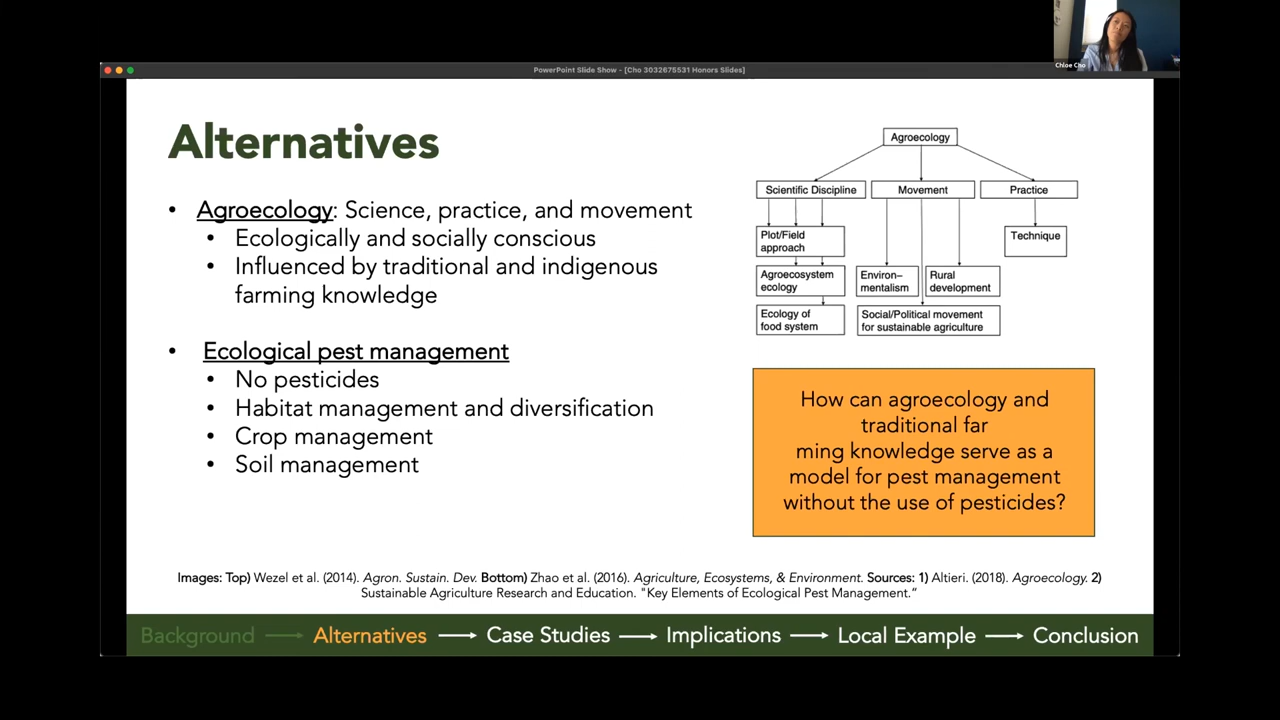 Chloe Cho
PowerPoint Slide Show - [Cho 3032675531 Honors Slides]
Alternatives
• Agroecology: Science, practice, and movement
• Ecologically and socially conscious
• Influenced by traditional and indigenous
farming knowledge
• Ecological pest management
• No pesticides
• Habitat management and diversification
• Crop management
• Soil management
Agroecology
Scientific Discipline
Movement
Practice
Plot/Field
approach
Technique
Agroecosystem
ecology
Environ-
mentalism
Rural
development
Ecology of
food system
Social/Political movement
for sustainable agriculture
How can agroecology and
traditional far
ming knowledge serve as a
model for pest management
without the use of pesticides?
Images: Top) Wezel et al. (2014). Agron. Sustain. Dev. Bottom) Zhao et al. (2016). Agriculture, Ecosystems, & Environment. Sources: 1) Altieri. (2018). Agroecology. 2)
Sustainable Agriculture Research and Education. "Key Elements of Ecological Pest Management.”
Background → Alternatives → Case Studies → Implications → Local Example → Conclusion